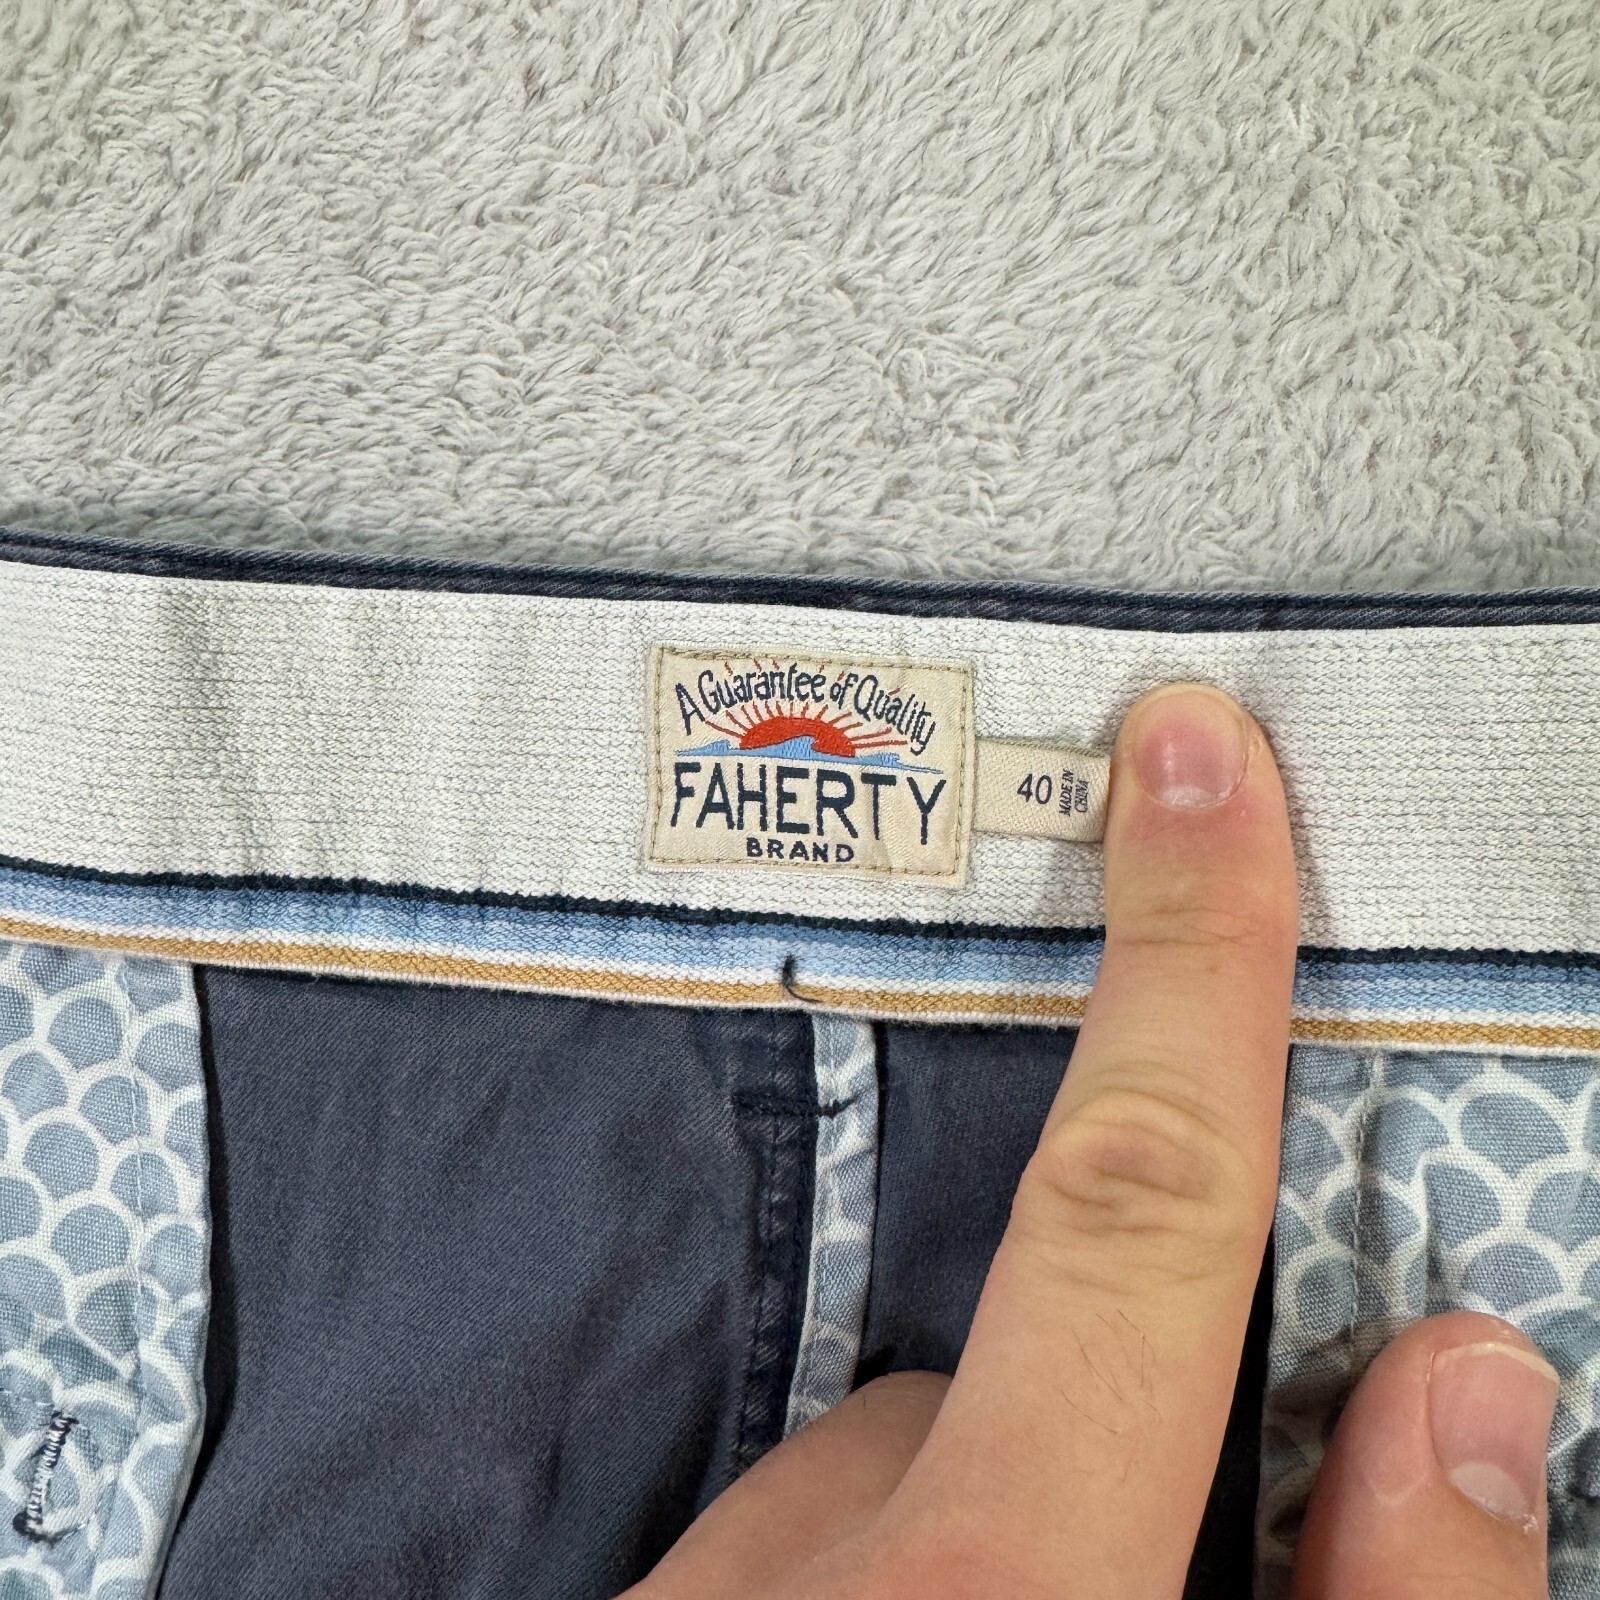 A Guarantee of Quality
FAHERTY
BRAND
40
MADE IN
CHINA